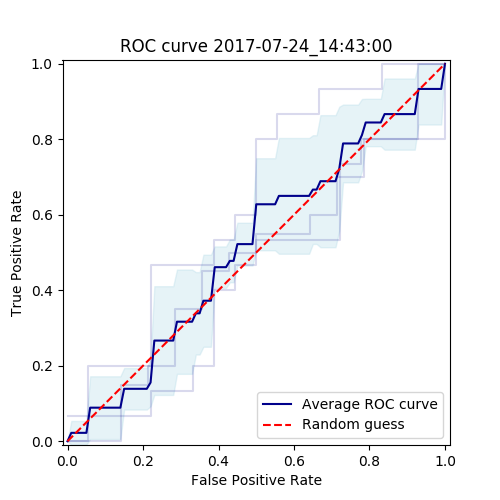 ROC curve 2017-07-24_14:43:00
True Positive Rate
1.0
0.8
0.6
0.4
0.2
0.0
Average ROC curve
Random guess
0.0 0.2 0.4 0.6 0.8 1.0
False Positive Rate